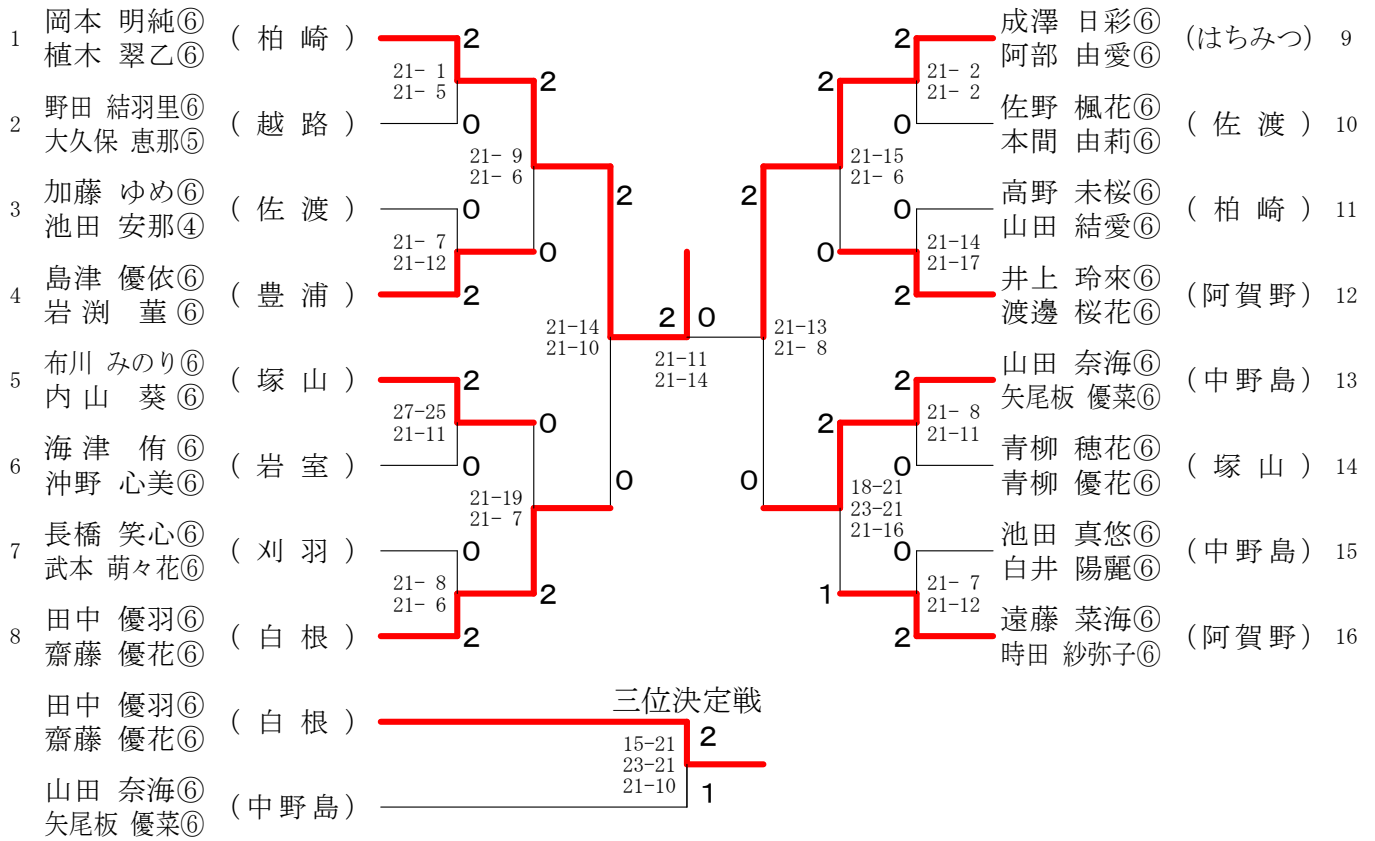 1 岡本 明純⑥ 植木 翠乙⑥ ( 柏 崎 ) 2
21- 1
21- 5
2
2 野田 結羽里⑥ 大久保 恵那⑤ ( 越 路 ) 0
21- 9
21- 6
2
3 加藤 ゆめ⑥ 池田 安那④ ( 佐 渡 ) 0
21- 7
21-12
0
4 島津 優依⑥ 岩渕 菫⑥ ( 豊 浦 ) 2
21-14
21-10
5 布川 みのり⑥ 内山 葵⑥ ( 塚 山 ) 2
27-25
21-11
0
6 海津 侑⑥ 沖野 心美⑥ ( 岩 室 ) 0
21-19
21- 7
0
7 長橋 笑心⑥ 武本 萌々花⑥ ( 刈 羽 ) 0
21- 8
21- 6
2
8 田中 優羽⑥ 齋藤 優花⑥ ( 白 根 ) 2
2 0
21-11
21-14
2 成澤 日彩⑥ 阿部 由愛⑥ (はちみつ) 9
21- 2
21- 2
2
0 佐野 楓花⑥ 本間 由莉⑥ ( 佐 渡 ) 10
21-15
21- 6
2
0 高野 未桜⑥ 山田 結愛⑥ ( 柏 崎 ) 11
21-14
21-17
0
2 井上 玲來⑥ 渡邊 桜花⑥ (阿賀野) 12
21-13
21- 8
2 山田 奈海⑥ 矢尾板 優菜⑥ (中野島) 13
21- 8
21-11
2
0 青柳 穂花⑥ 青柳 優花⑥ ( 塚 山 ) 14
18-21
23-21
21-16
0
0 池田 真悠⑥ 白井 陽麗⑥ (中野島) 15
21- 7
21-12
1
2 遠藤 菜海⑥ 時田 紗弥子⑥ (阿賀野) 16
三位決定戦
田中 優羽⑥ 齋藤 優花⑥ ( 白 根 ) 2
15-21
23-21
21-10
山田 奈海⑥ 矢尾板 優菜⑥ (中野島) 1